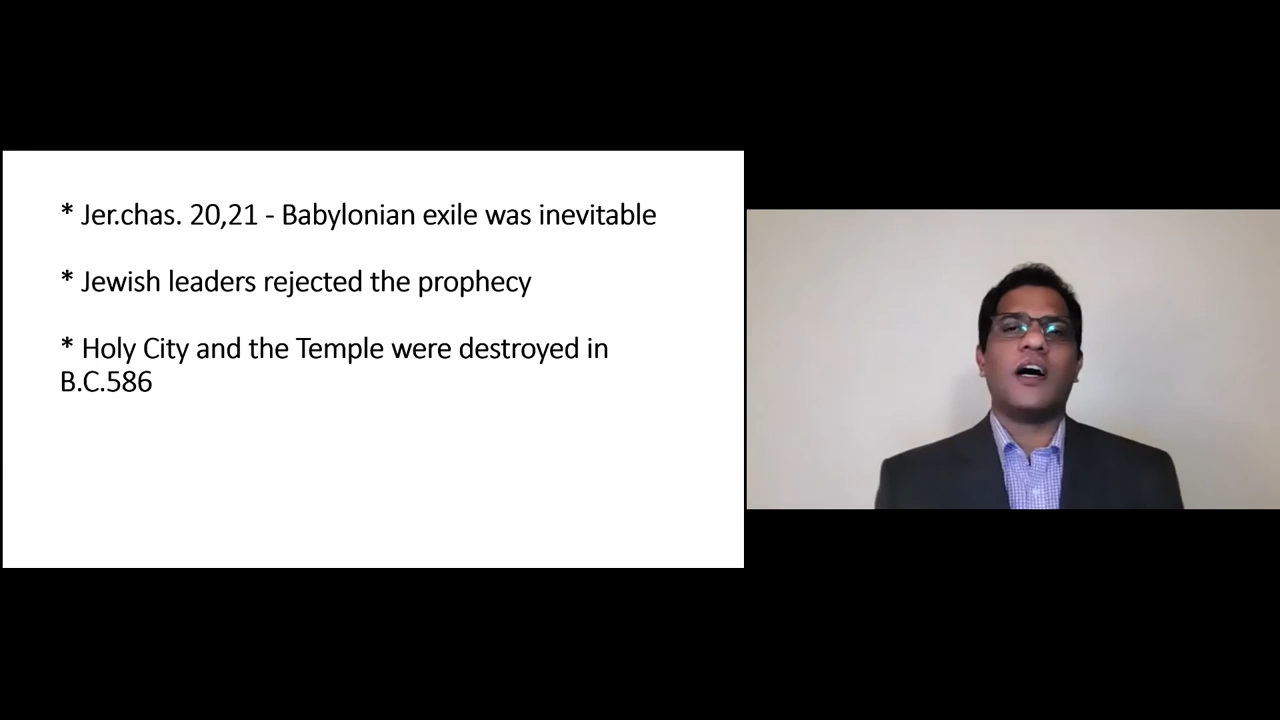 * Jer.chas. 20,21 - Babylonian exile was inevitable
* Jewish leaders rejected the prophecy
* Holy City and the Temple were destroyed in
B.C.586